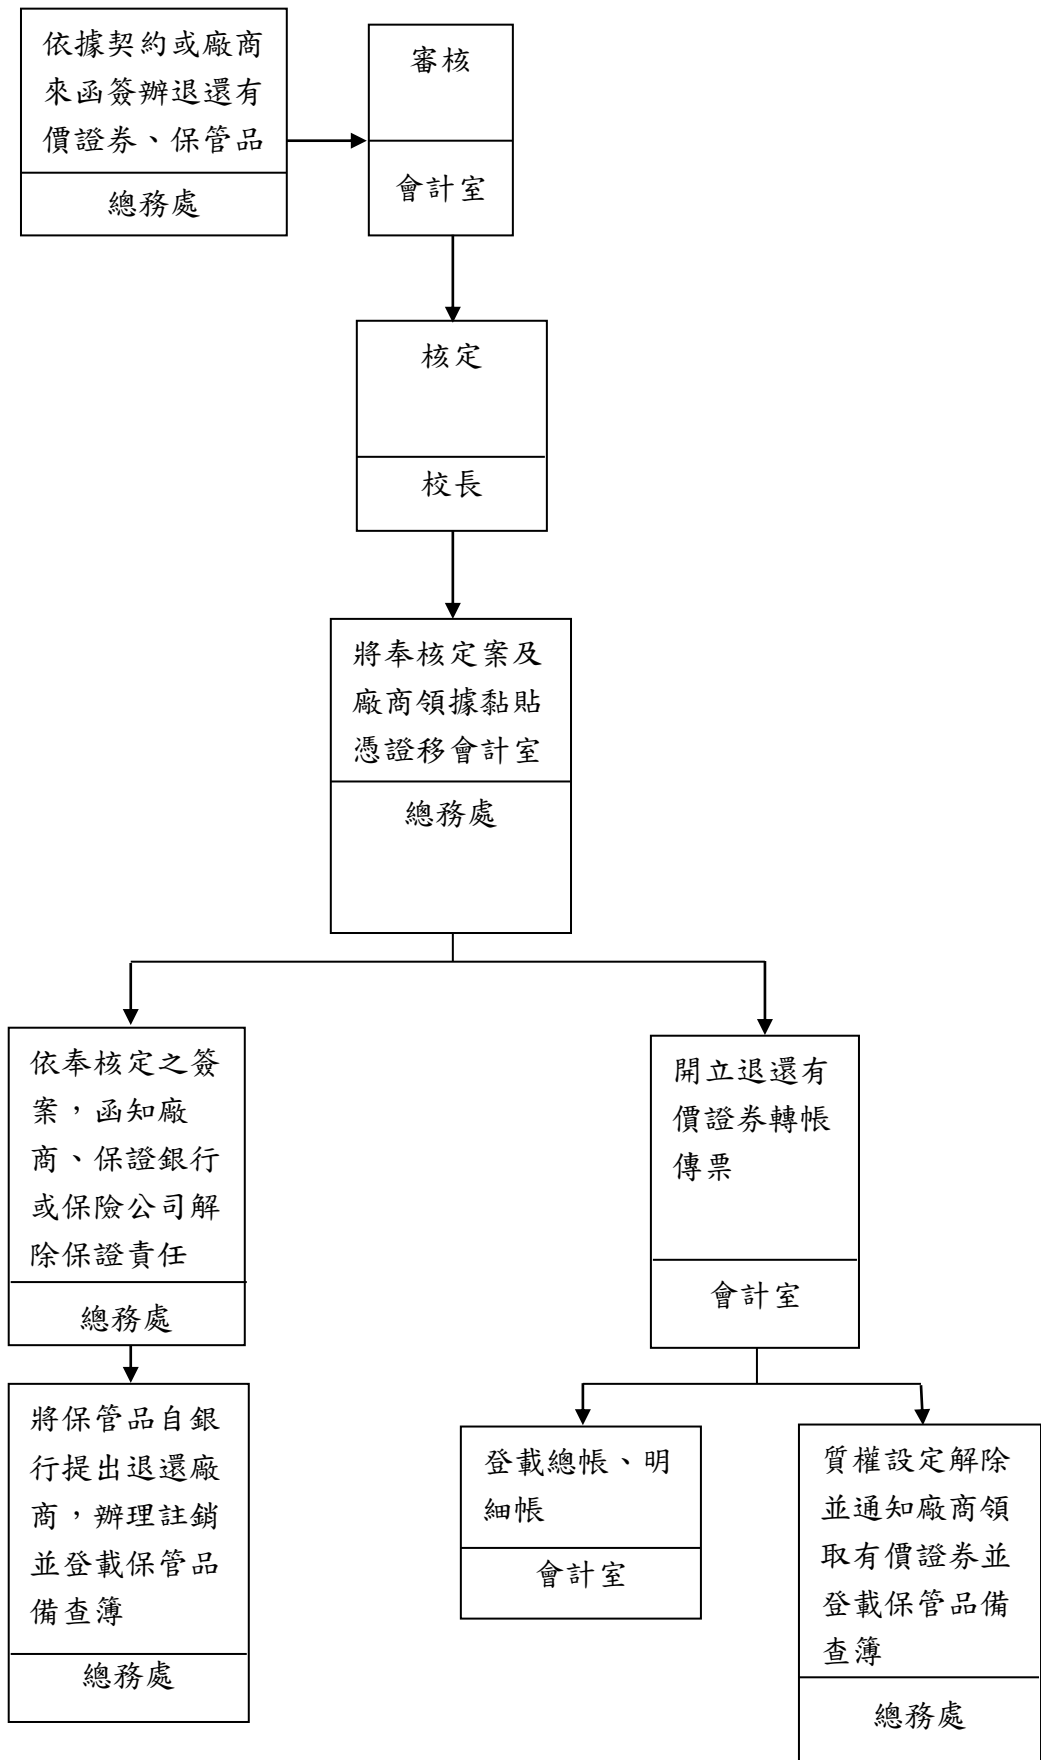 依據契約或廠商
來函簽辦退還有
價證券、保管品
總務處
審核
會計室
核定
校長
將奉核定案及
廠商領據黏貼
憑證移會計室
總務處
依奉核定之簽
案，函知廠
商、保證銀行
或保險公司解
除保證責任
總務處
將保管品自銀
行提出退還廠
商，辦理註銷
並登載保管品
備查簿
總務處
開立退還有
價證券轉帳
傳票
會計室
登載總帳、明
細帳
會計室
質權設定解除
並通知廠商領
取有價證券並
登載保管品備
查簿
總務處